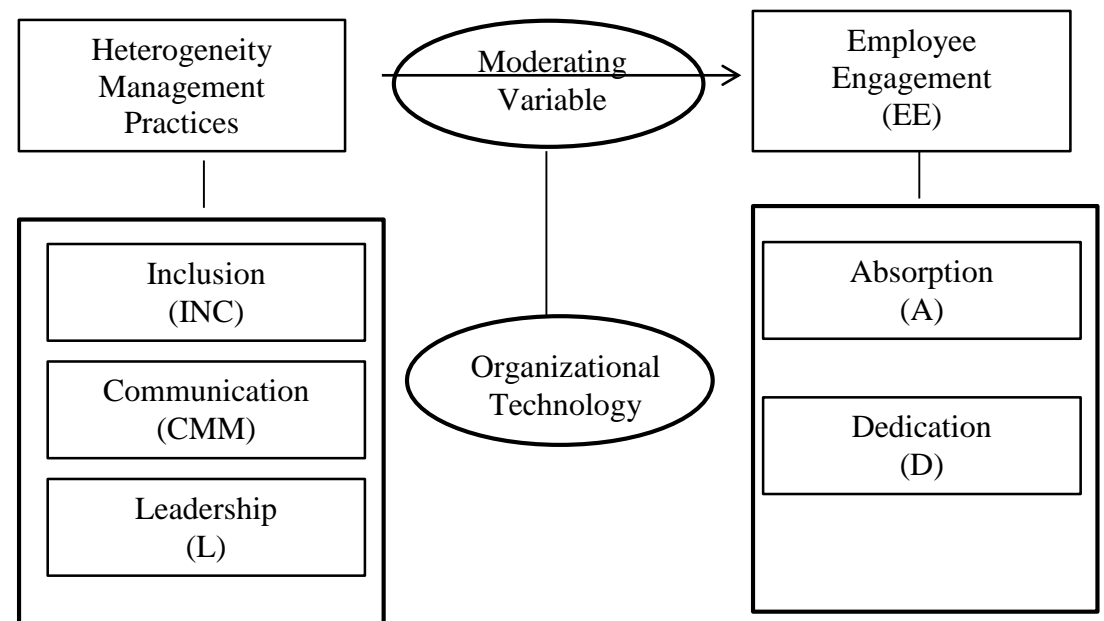 Heterogeneity
Management
Practices
Moderating
Variable
Employee
Engagement
(EE)
Inclusion
(INC)
Communication
(CMM)
Leadership
(L)
Organizational
Technology
Absorption
(A)
Dedication
(D)